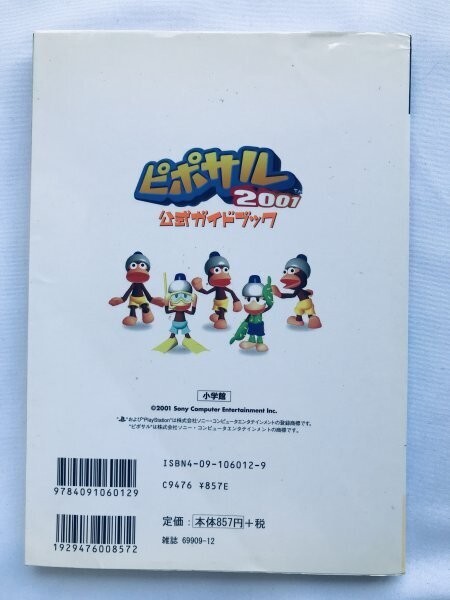 ピポサル
2001
公式ガイドブック
小学館
©2001 Sony Computer Entertainment Inc.
"PS"および"PlayStation"は株式会社ソニー・コンピュータエンタテインメントの登録商標です。
"ピポサル"は株式会社ソニー・コンピュータエンタテインメントの商標です。
ISBN4-09-106012-9
9784091060129
C9476 ¥857E
定価：本体857円+税
1929476008572
雑誌 69909-12